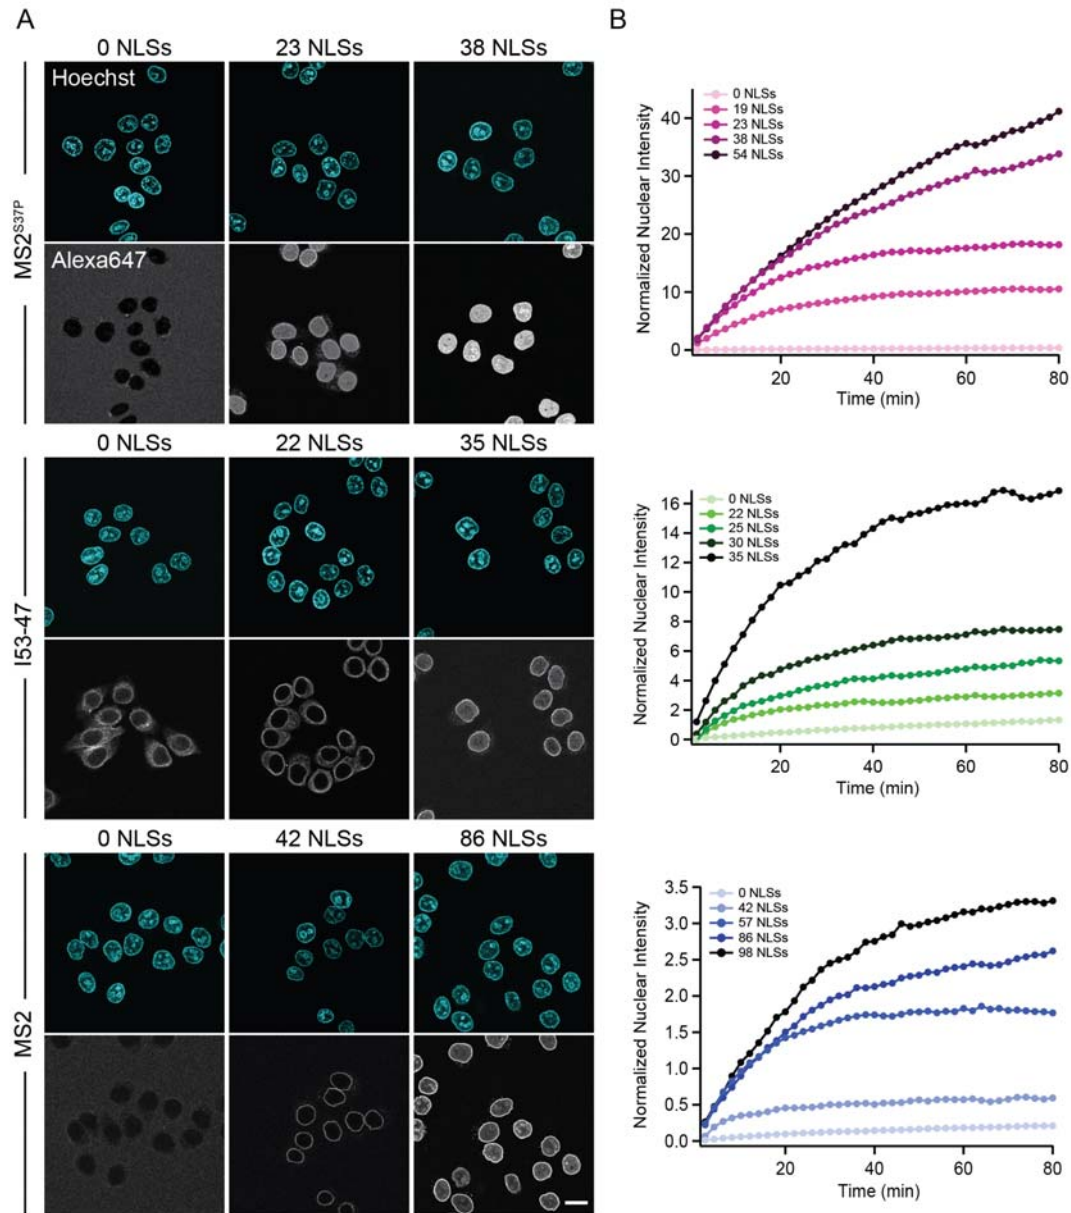 A
B
0 NLSs 23 NLSs 38 NLSs
Hoechst
Alexa647
MS2S37P
0 NLSs 22 NLSs 35 NLSs
I53-47
0 NLSs 42 NLSs 86 NLSs
MS2
0 NLSs
19 NLSs
23 NLSs
38 NLSs
54 NLSs
Normalized Nuclear Intensity
40
30
20
10
0
20 40 60 80
Time (min)
0 NLSs
22 NLSs
25 NLSs
30 NLSs
35 NLSs
Normalized Nuclear Intensity
16
14
12
10
8
6
4
2
0
20 40 60 80
Time (min)
0 NLSs
42 NLSs
57 NLSs
86 NLSs
98 NLSs
Normalized Nuclear Intensity
3.5
3.0
2.5
2.0
1.5
1.0
0.5
0.0
20 40 60 80
Time (min)